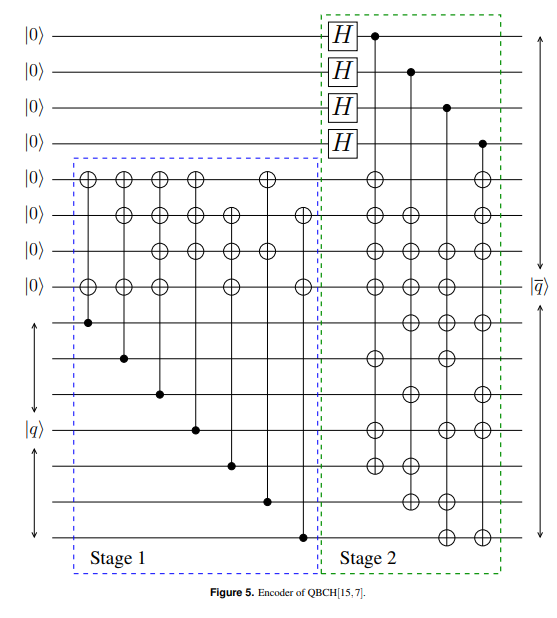 |0⟩ H
|0⟩ H
|0⟩ H
|0⟩ H
|0⟩
|0⟩
|0⟩
|0⟩ |q̅⟩
|q⟩
Stage 1 Stage 2
Figure 5. Encoder of QBCH[15,7].